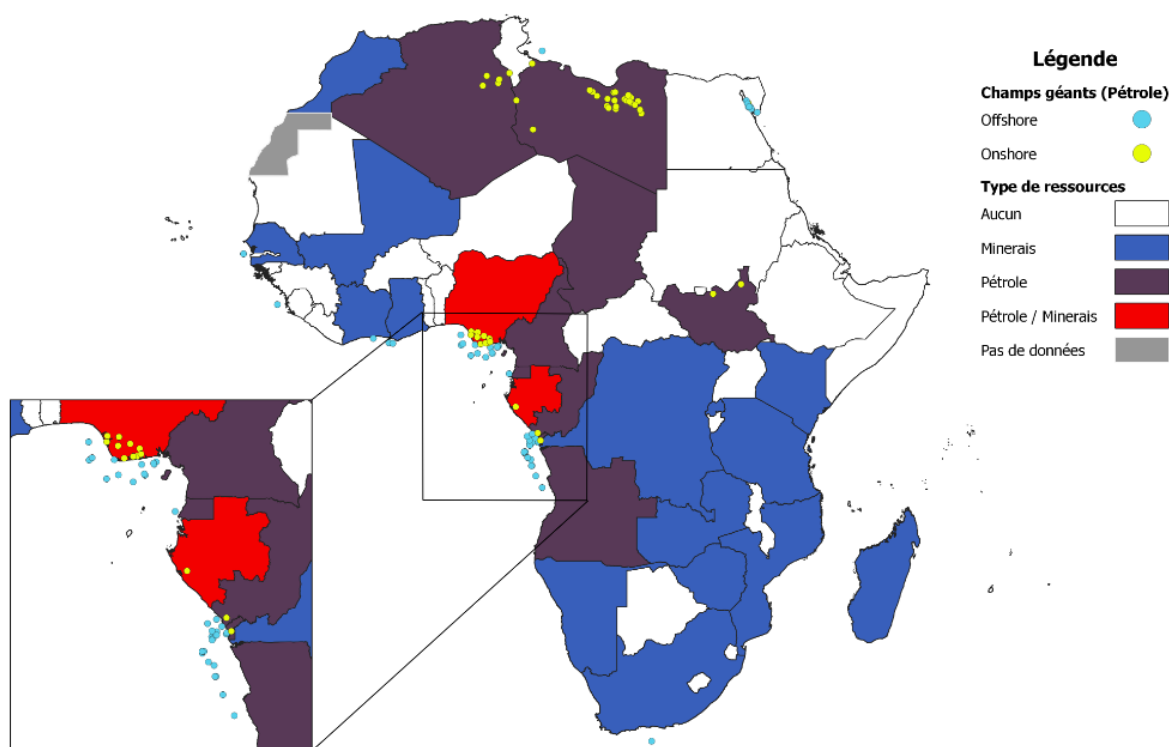 Légende
Champs géants (Pétrole)
Offshore
Onshore
Type de ressources
Aucun
Minerais
Pétrole
Pétrole / Minerais
Pas de données